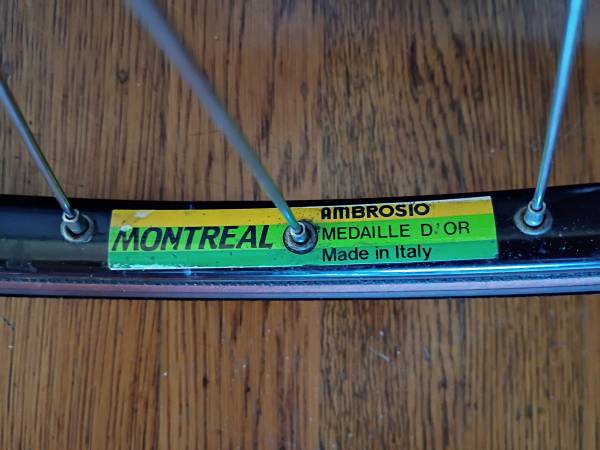 MONTREAL
AMBROSIO
MEDAILLE D'OR
Made in Italy